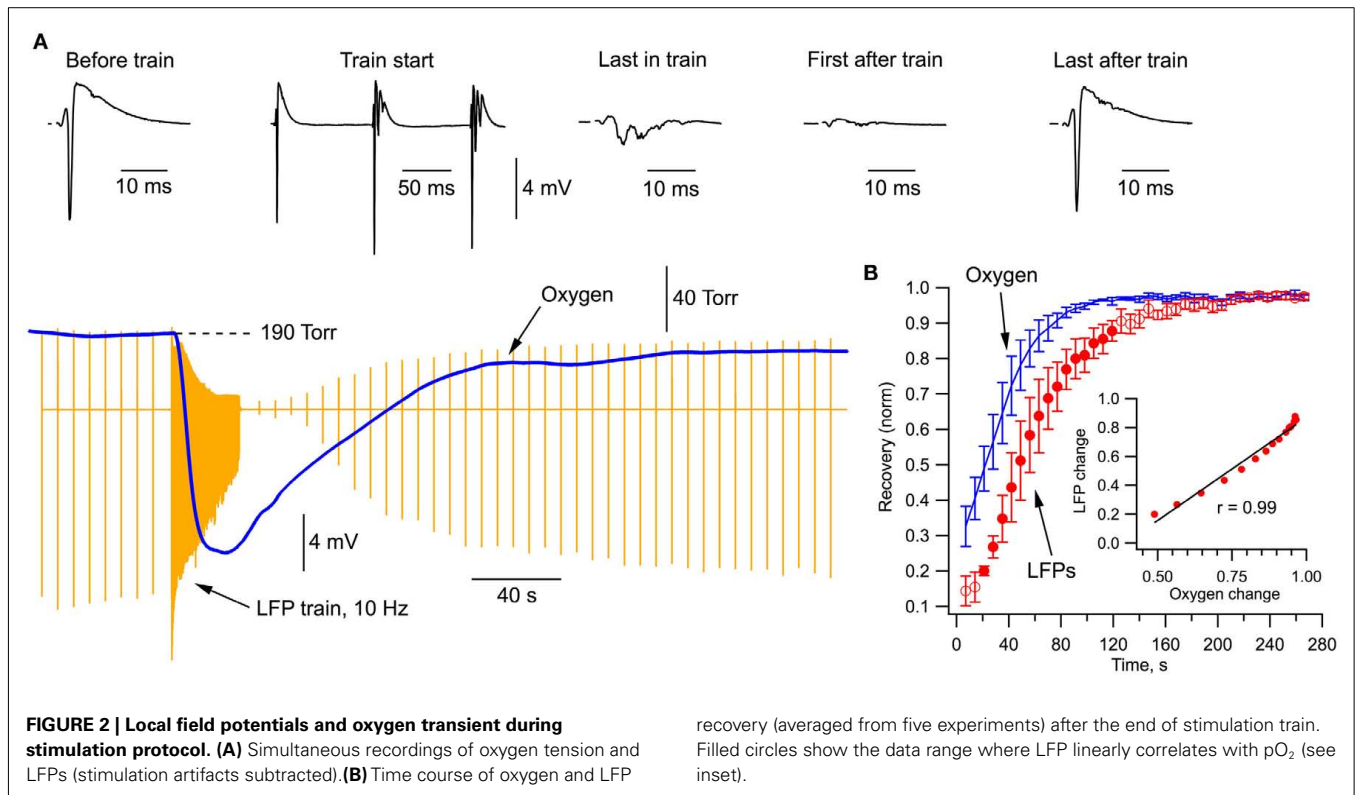 A
Before train
Train start
Last in train
First after train
Last after train
10 ms
50 ms
4 mV
10 ms
10 ms
10 ms
190 Torr
Oxygen
40 Torr
4 mV
40 s
LFP train, 10 Hz
B
Oxygen
Recovery (norm)
1.0
0.9
0.8
0.7
0.6
0.5
0.4
0.3
0.2
0.1
LFPs
0 40 80 120 160 200 240 280
Time, s
LFP change
1.0
0.8
0.6
0.4
0.2
0.0
r = 0.99
0.50 0.75 1.00
Oxygen change
FIGURE 2 | Local field potentials and oxygen transient during
stimulation protocol. (A) Simultaneous recordings of oxygen tension and
LFPs (stimulation artifacts subtracted).(B) Time course of oxygen and LFP
recovery (averaged from five experiments) after the end of stimulation train.
Filled circles show the data range where LFP linearly correlates with pO₂ (see
inset).